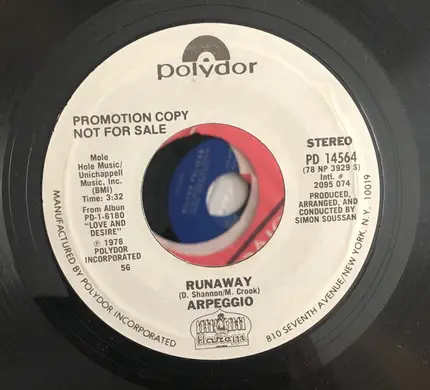 polydor
PROMOTION COPY
NOT FOR SALE
Mole
Hole Music/
Unichappell
Music, Inc.
(BMI)
Time: 3:32
From Album
PD-1-6180
"LOVE AND
DESIRE"
℗ 1978
POLYDOR
INCORPORATED
56
STEREO
PD 14564
(78 NP 3929 S)
Intl. #
2095 074
PRODUCED,
ARRANGED, AND
CONDUCTED BY
SIMON SOUSSAN
RUNAWAY
(D. Shannon/M. Crook)
ARPEGGIO
Harem
MANUFACTURED BY POLYDOR INCORPORATED
810 SEVENTH AVENUE/NEW YORK, N.Y. 10019